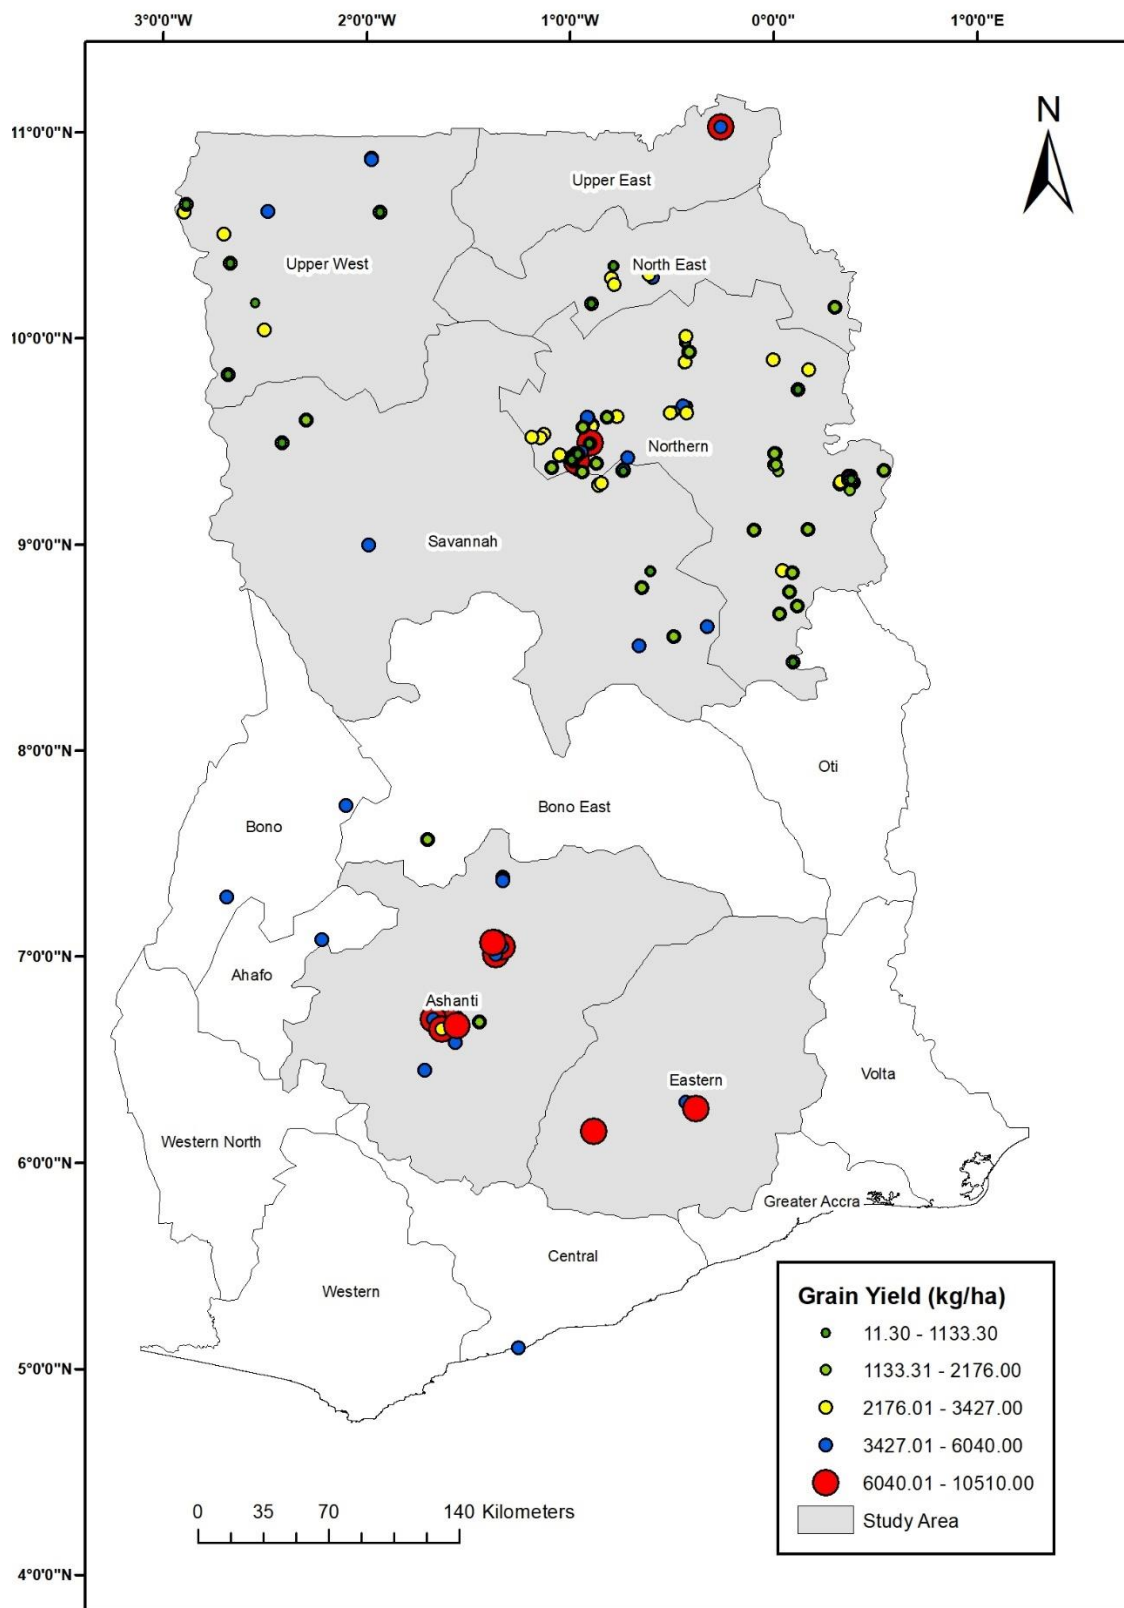 3°0'0"W 2°0'0"W 1°0'0"W 0°0'0" 1°0'0"E
N
11°0'0"N
Upper East
Upper West
North East
10°0'0"N
Northern
9°0'0"N
Savannah
8°0'0"N
Oti
Bono East
Bono
7°0'0"N
Ahafo
Ashanti
Eastern
Volta
Western North
6°0'0"N
Greater Accra
Central
Western
5°0'0"N
4°0'0"N
Grain Yield (kg/ha)
11.30 - 1133.30
1133.31 - 2176.00
2176.01 - 3427.00
3427.01 - 6040.00
6040.01 - 10510.00
Study Area
0 35 70 140 Kilometers